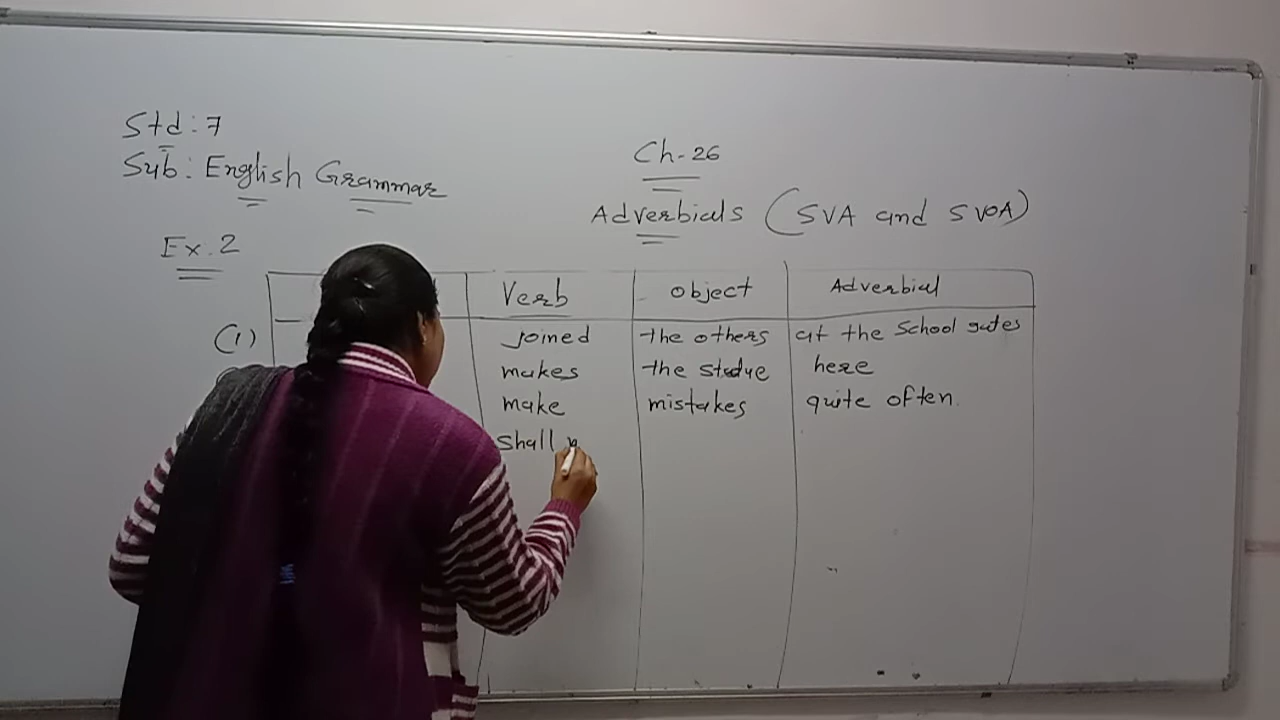 Std: 7
Sub: English Grammar
Ch-26
Adverbials (SVA and SVOA)
Ex. 2
Verb object Adverbial
(1) joined the others at the School gates
makes the statue here
make mistakes quite often.
Shall